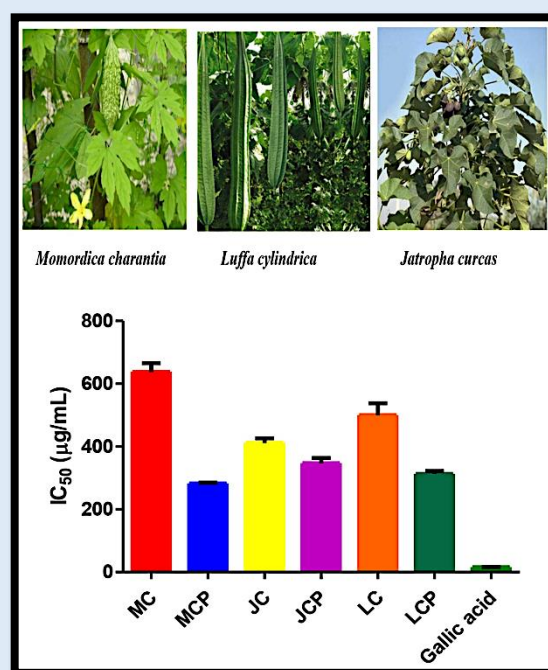 Momordica charantia
Luffa cylindrica
Jatropha curcas
800
600
400
200
0
IC50 (μg/mL)
MC
MCP
JC
JCP
LC
LCP
Gallic acid